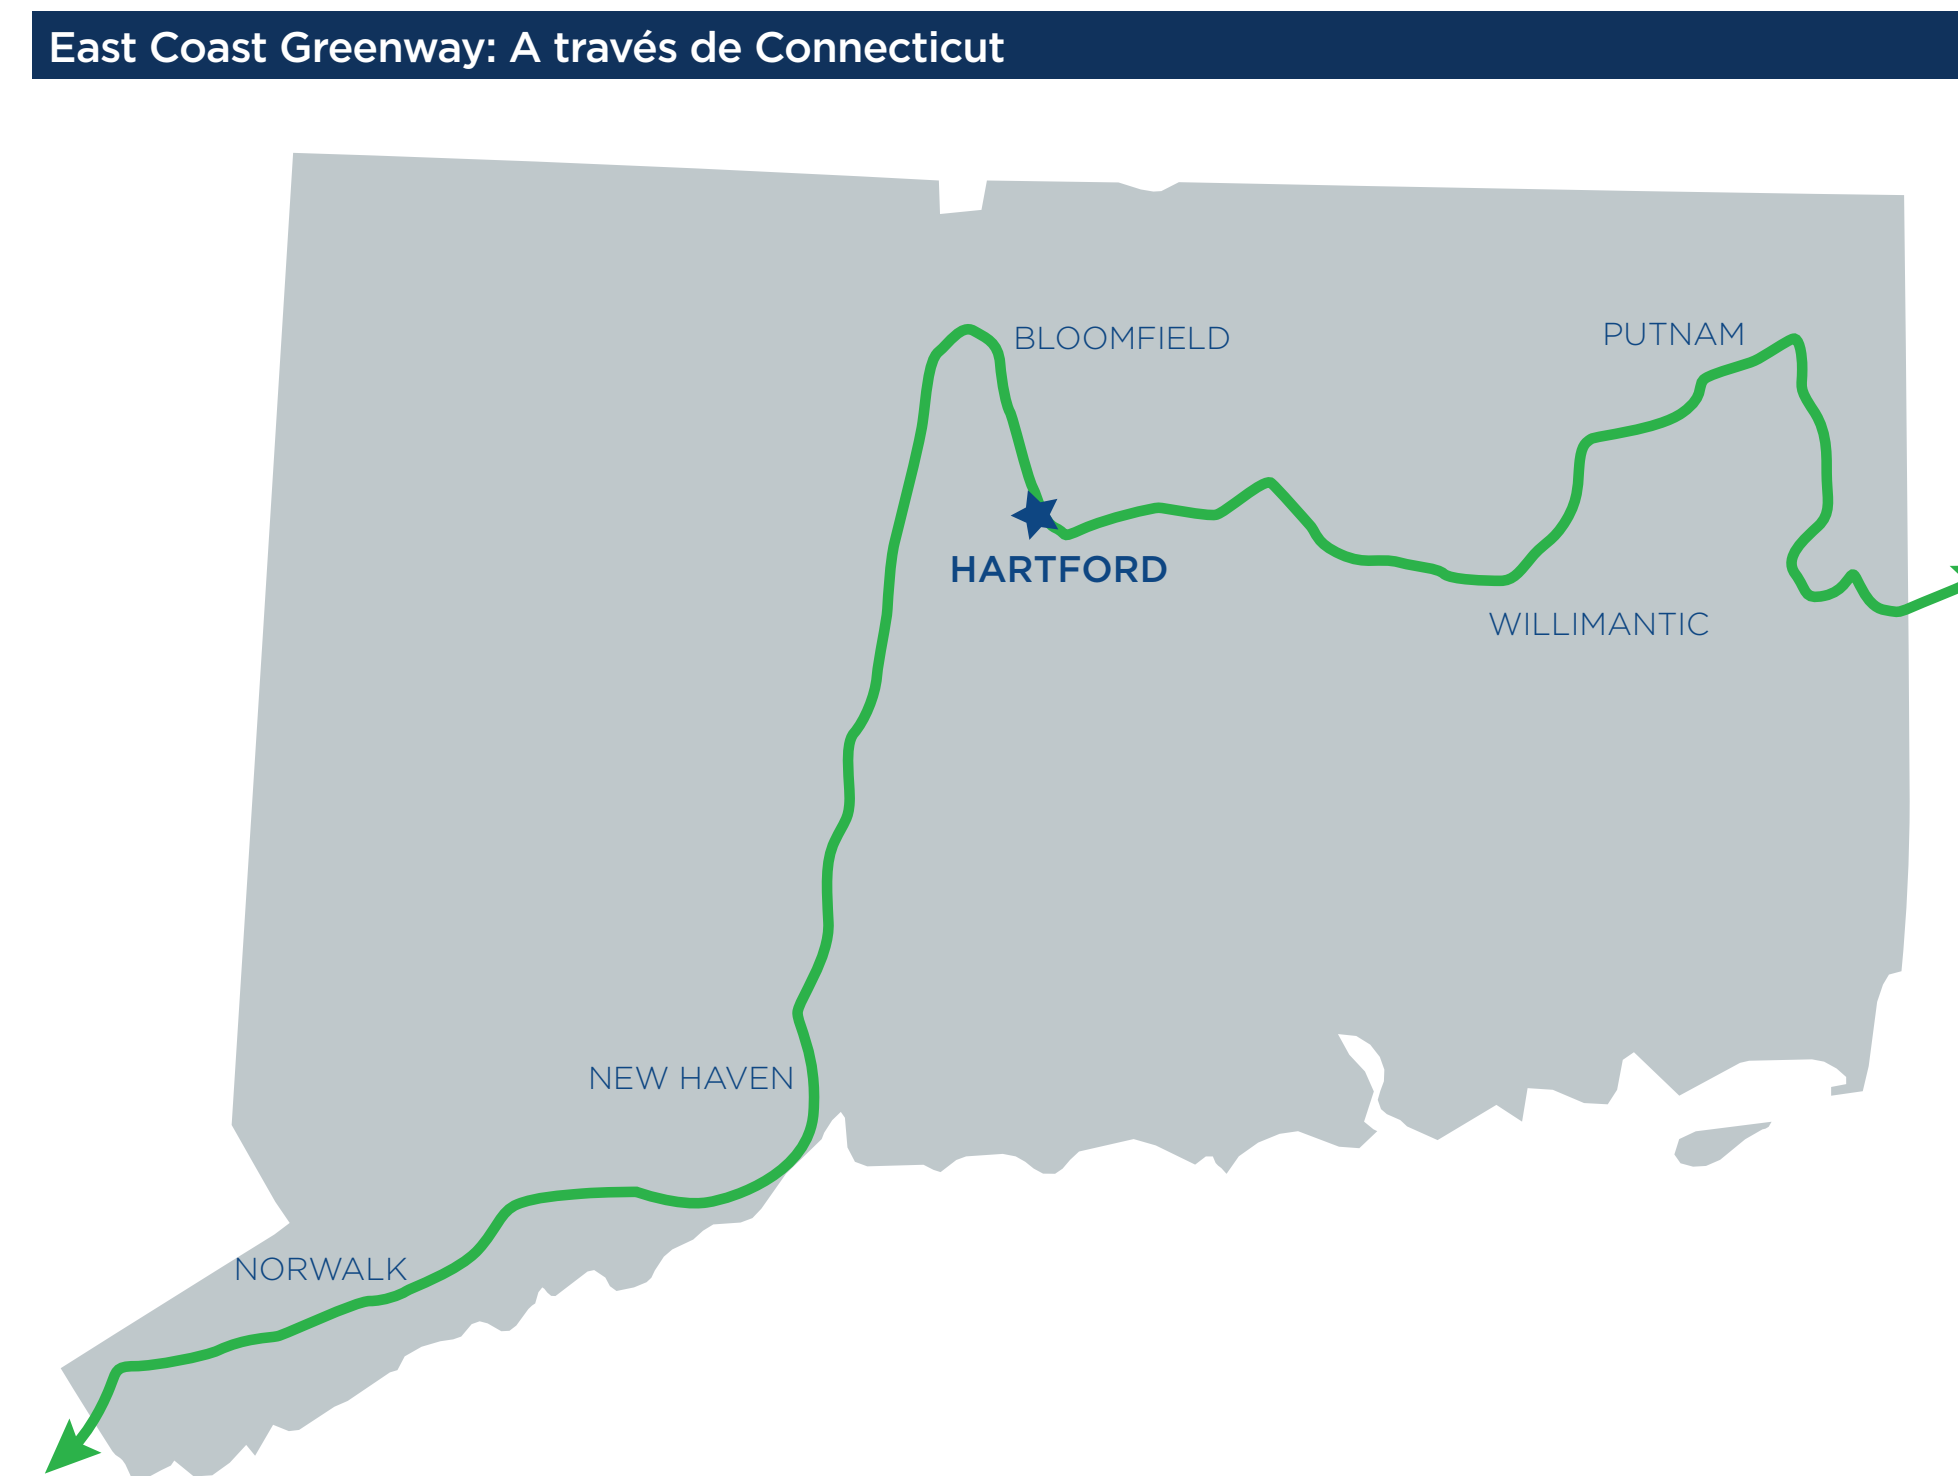 East Coast Greenway: A través de Connecticut
BLOOMFIELD
PUTNAM
HARTFORD
WILLIMANTIC
NEW HAVEN
NORWALK